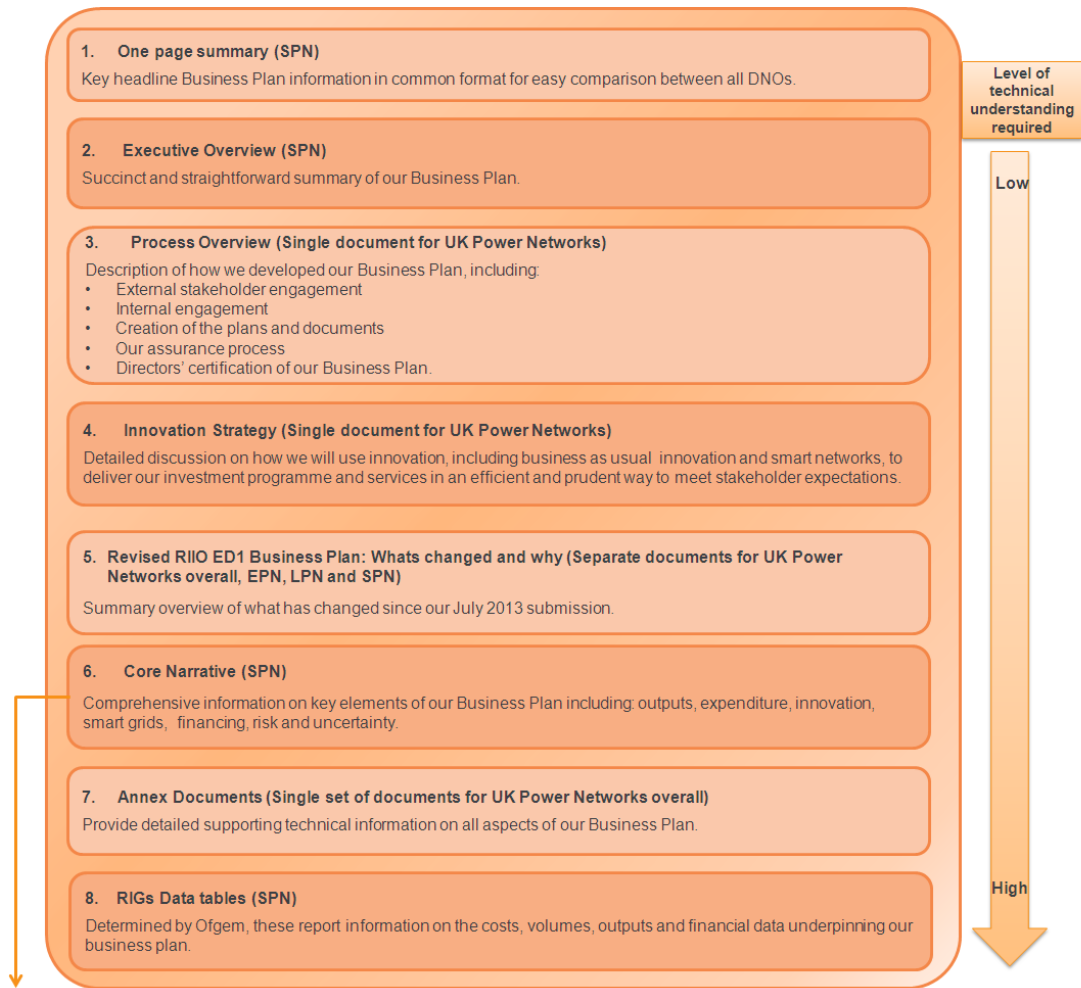 1. One page summary (SPN)
Key headline Business Plan information in common format for easy comparison between all DNOs.
Level of
technical
understanding
required
2. Executive Overview (SPN)
Succinct and straightforward summary of our Business Plan.
Low
3. Process Overview (Single document for UK Power Networks)
Description of how we developed our Business Plan, including:
• External stakeholder engagement
• Internal engagement
• Creation of the plans and documents
• Our assurance process
• Directors' certification of our Business Plan.
4. Innovation Strategy (Single document for UK Power Networks)
Detailed discussion on how we will use innovation, including business as usual innovation and smart networks, to
deliver our investment programme and services in an efficient and prudent way to meet stakeholder expectations.
5. Revised RIIO ED1 Business Plan: Whats changed and why (Separate documents for UK Power
Networks overall, EPN, LPN and SPN)
Summary overview of what has changed since our July 2013 submission.
6. Core Narrative (SPN)
Comprehensive information on key elements of our Business Plan including: outputs, expenditure, innovation,
smart grids, financing, risk and uncertainty.
7. Annex Documents (Single set of documents for UK Power Networks overall)
Provide detailed supporting technical information on all aspects of our Business Plan.
8. RIGs Data tables (SPN)
High
Determined by Ofgem, these report information on the costs, volumes, outputs and financial data underpinning our
business plan.